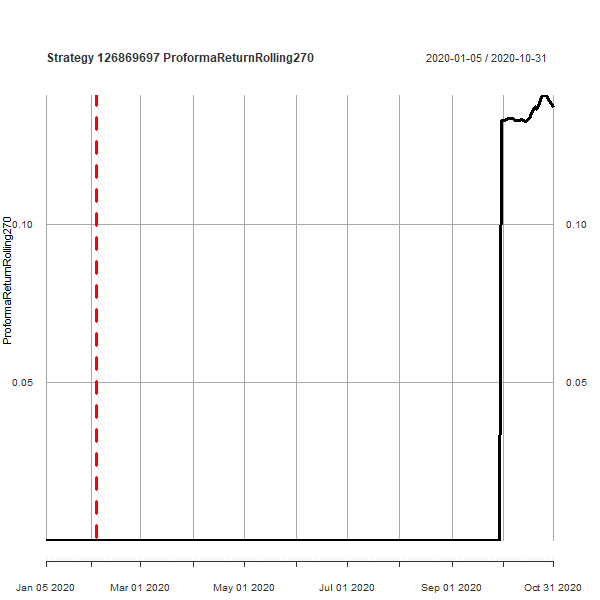 Strategy 126869697 ProformaReturnRolling270
2020-01-05 / 2020-10-31
ProformaReturnRolling270
0.10
0.10
0.05
0.05
Jan 05 2020
Mar 01 2020
May 01 2020
Jul 01 2020
Sep 01 2020
Oct 31 2020